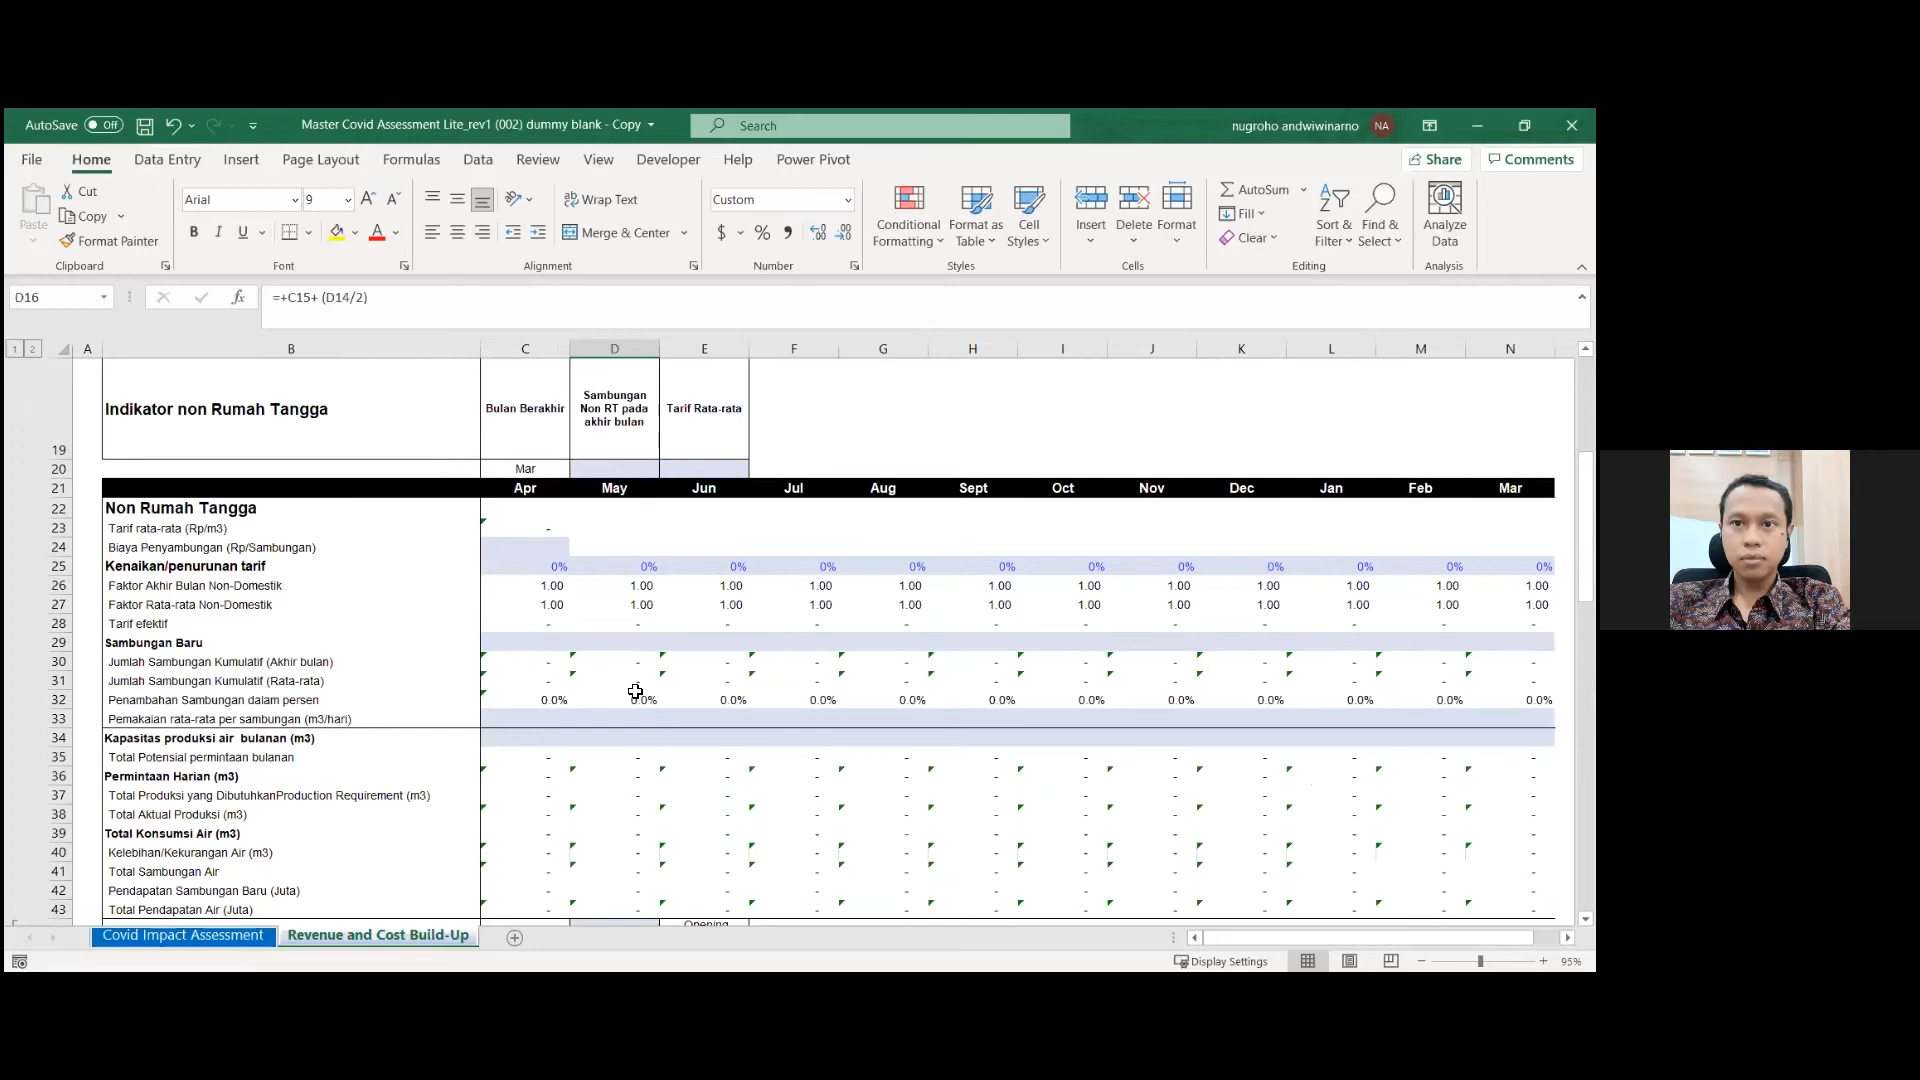 AutoSave Off Master Covid Assessment Lite_rev1 (002) dummy blank - Copy Search nugroho andwiwinarno NA
File Home Data Entry Insert Page Layout Formulas Data Review View Developer Help Power Pivot Share Comments
Paste Cut Copy Format Painter Clipboard
Arial 9 B I U A Font
Wrap Text Merge & Center Alignment
Custom $ % Number
Conditional Formatting Format as Table Cell Styles Styles
Insert Delete Format Cells
AutoSum Fill Clear Sort & Filter Find & Select Editing
Analyze Data Analysis
D16 fx =+C15+ (D14/2)
1 2 A B C D E F G H I J K L M N
19 Indikator non Rumah Tangga Bulan Berakhir Sambungan Non RT pada akhir bulan Tarif Rata-rata
20 Mar
21 Apr May Jun Jul Aug Sept Oct Nov Dec Jan Feb Mar
22 Non Rumah Tangga
23 Tarif rata-rata (Rp/m3) -
24 Biaya Penyambungan (Rp/Sambungan)
25 Kenaikan/penurunan tarif 0% 0% 0% 0% 0% 0% 0% 0% 0% 0% 0% 0%
26 Faktor Akhir Bulan Non-Domestik 1.00 1.00 1.00 1.00 1.00 1.00 1.00 1.00 1.00 1.00 1.00 1.00
27 Faktor Rata-rata Non-Domestik 1.00 1.00 1.00 1.00 1.00 1.00 1.00 1.00 1.00 1.00 1.00 1.00
28 Tarif efektif - - - - - - - - - - - -
29 Sambungan Baru
30 Jumlah Sambungan Kumulatif (Akhir bulan) - - - - - - - - - - - -
31 Jumlah Sambungan Kumulatif (Rata-rata) - - - - - - - - - - - -
32 Penambahan Sambungan dalam persen 0.0% 0.0% 0.0% 0.0% 0.0% 0.0% 0.0% 0.0% 0.0% 0.0% 0.0% 0.0%
33 Pemakaian rata-rata per sambungan (m3/hari)
34 Kapasitas produksi air bulanan (m3)
35 Total Potensial permintaan bulanan - - - - - - - - - - - -
36 Permintaan Harian (m3) - - - - - - - - - - - -
37 Total Produksi yang DibutuhkanProduction Requirement (m3) - - - - - - - - - - - -
38 Total Aktual Produksi (m3) - - - - - - - - - - - -
39 Total Konsumsi Air (m3) - - - - - - - - - - - -
40 Kelebihan/Kekurangan Air (m3) - - - - - - - - - - - -
41 Total Sambungan Air - - - - - - - - - - - -
42 Pendapatan Sambungan Baru (Juta) - - - - - - - - - - - -
43 Total Pendapatan Air (Juta) - - - - - - - - - - - -
Opening
Covid Impact Assessment Revenue and Cost Build-Up
Display Settings 95%